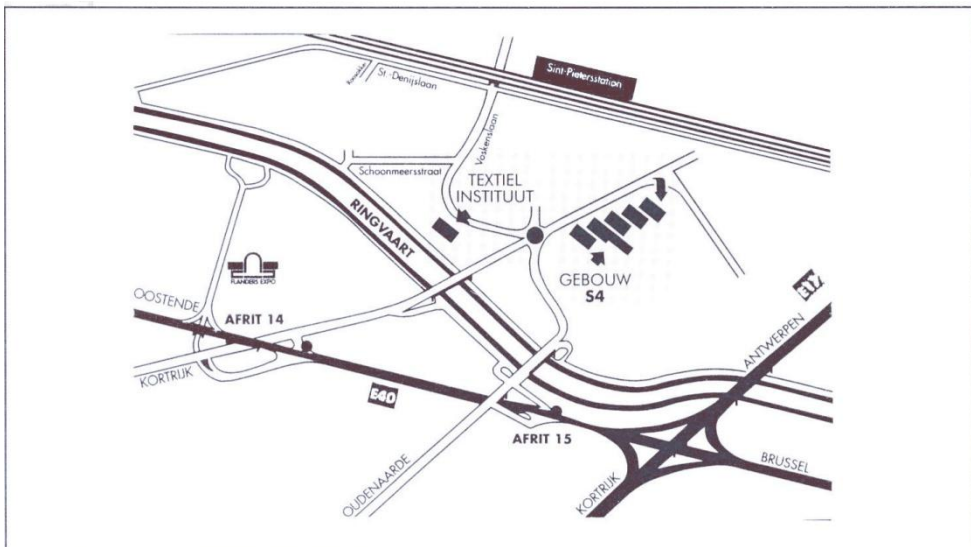 Sint-Pietersstation
St.-Denijslaan
Voskenslaan
Schoonmeersstraat
TEXTIEL
INSTITUUT
RINGVAART
GEBOUW
S4
E17
FLANDERS EXPO
OOSTENDE
AFRIT 14
ANTWERPEN
KORTRIJK
E40
AFRIT 15
BRUSSEL
OUDENAARDE
KORTRIJK